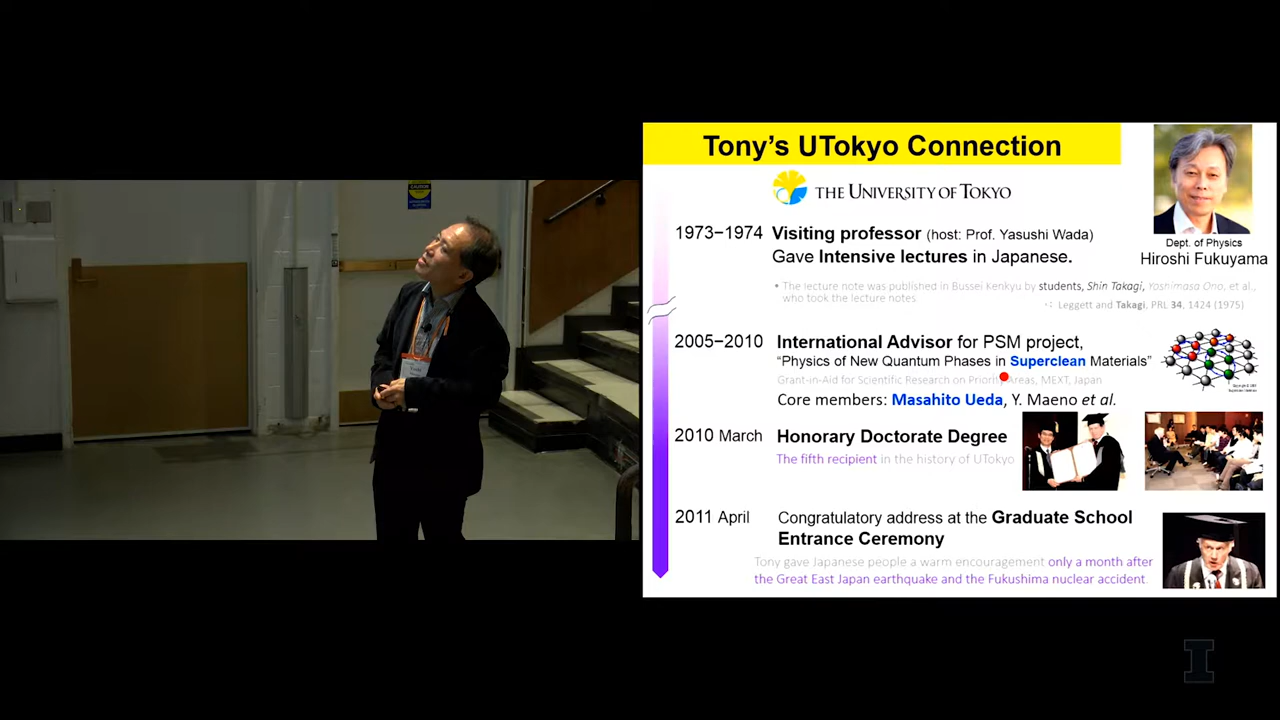 CAUTION
Tony's UTokyo Connection
THE UNIVERSITY OF TOKYO
Dept. of Physics
Hiroshi Fukuyama
1973−1974 Visiting professor (host: Prof. Yasushi Wada)
Gave Intensive lectures in Japanese.
• The lecture note was published in Bussei Kenkyu by students, Shin Takagi, Yoshimasa Ono, et al.,
who took the lecture notes
Leggett and Takagi, PRL 34, 1424 (1975)
2005−2010 International Advisor for PSM project,
“Physics of New Quantum Phases in Superclean Materials”
Grant-in-Aid for Scientific Research on Priority Areas, MEXT, Japan
Core members: Masahito Ueda, Y. Maeno et al.
2010 March Honorary Doctorate Degree
The fifth recipient in the history of UTokyo
2011 April Congratulatory address at the Graduate School
Entrance Ceremony
Tony gave Japanese people a warm encouragement only a month after
the Great East Japan earthquake and the Fukushima nuclear accident.
I